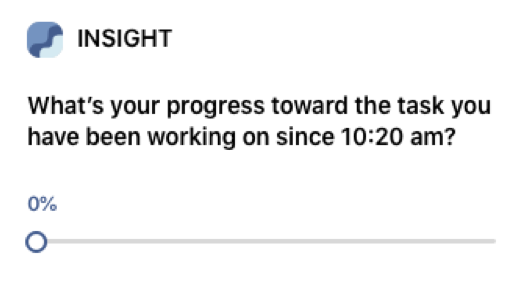 INSIGHT
What's your progress toward the task you
have been working on since 10:20 am?
0%